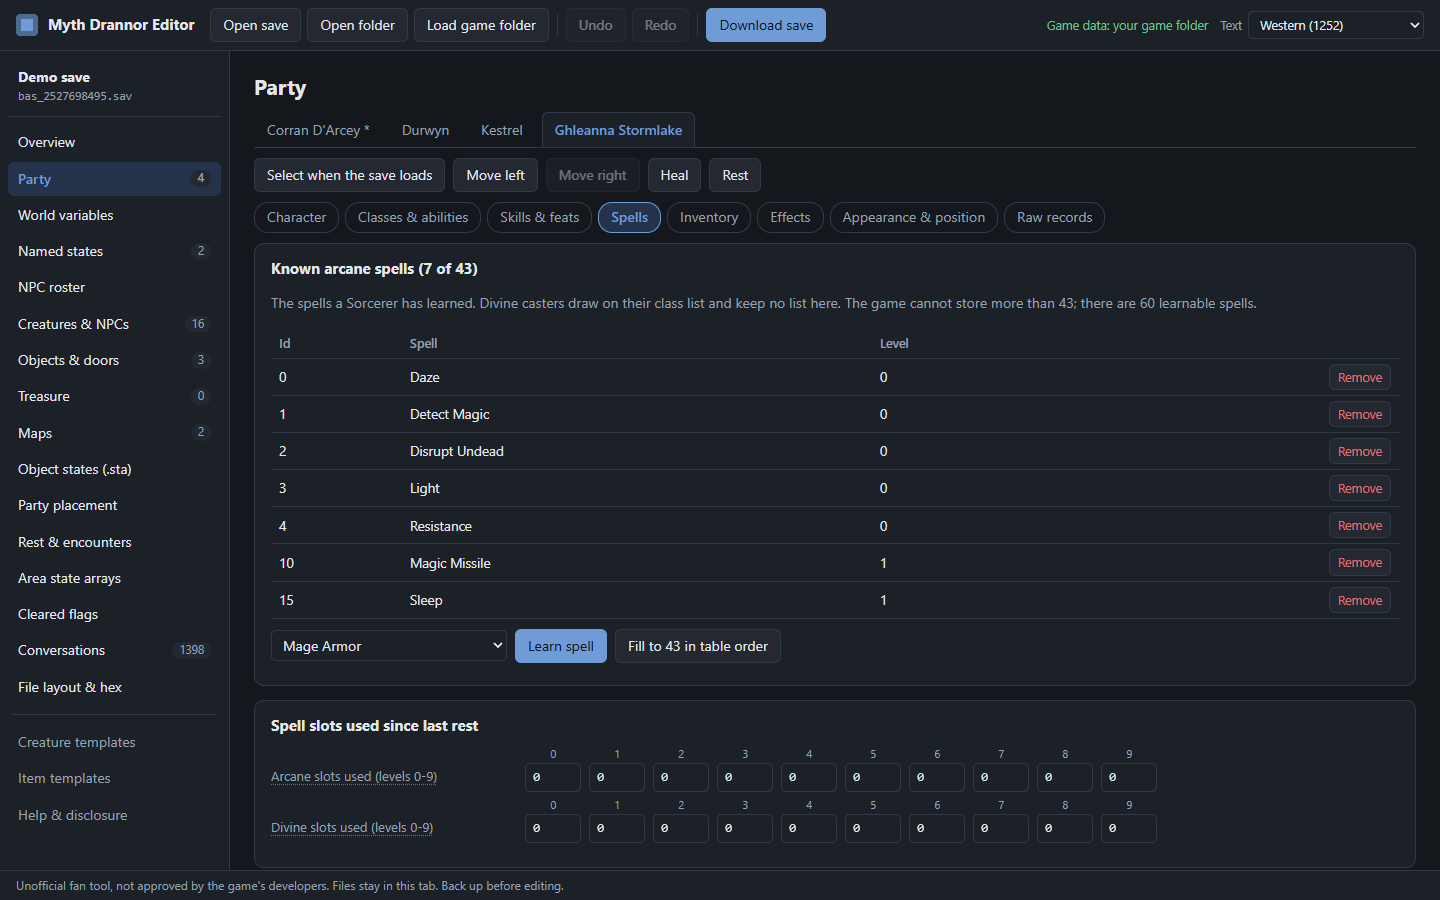 Myth Drannor Editor
Open save
Open folder
Load game folder
Undo
Redo
Download save
Game data: your game folder
Text
Western (1252)
Demo save
bas_2527698495.sav
Overview
Party 4
World variables
Named states 2
NPC roster
Creatures & NPCs 16
Objects & doors 3
Treasure 0
Maps 2
Object states (.sta)
Party placement
Rest & encounters
Area state arrays
Cleared flags
Conversations 1398
File layout & hex
Creature templates
Item templates
Help & disclosure
Party
Corran D'Arcey * Durwyn Kestrel Ghleanna Stormlake
Select when the save loads Move left Move right Heal Rest
Character Classes & abilities Skills & feats Spells Inventory Effects Appearance & position Raw records
Known arcane spells (7 of 43)
The spells a Sorcerer has learned. Divine casters draw on their class list and keep no list here. The game cannot store more than 43; there are 60 learnable spells.
Id Spell Level
0 Daze 0 Remove
1 Detect Magic 0 Remove
2 Disrupt Undead 0 Remove
3 Light 0 Remove
4 Resistance 0 Remove
10 Magic Missile 1 Remove
15 Sleep 1 Remove
Mage Armor Learn spell Fill to 43 in table order
Spell slots used since last rest
0 1 2 3 4 5 6 7 8 9
Arcane slots used (levels 0-9) 0 0 0 0 0 0 0 0 0 0
0 1 2 3 4 5 6 7 8 9
Divine slots used (levels 0-9) 0 0 0 0 0 0 0 0 0 0
Unofficial fan tool, not approved by the game's developers. Files stay in this tab. Back up before editing.